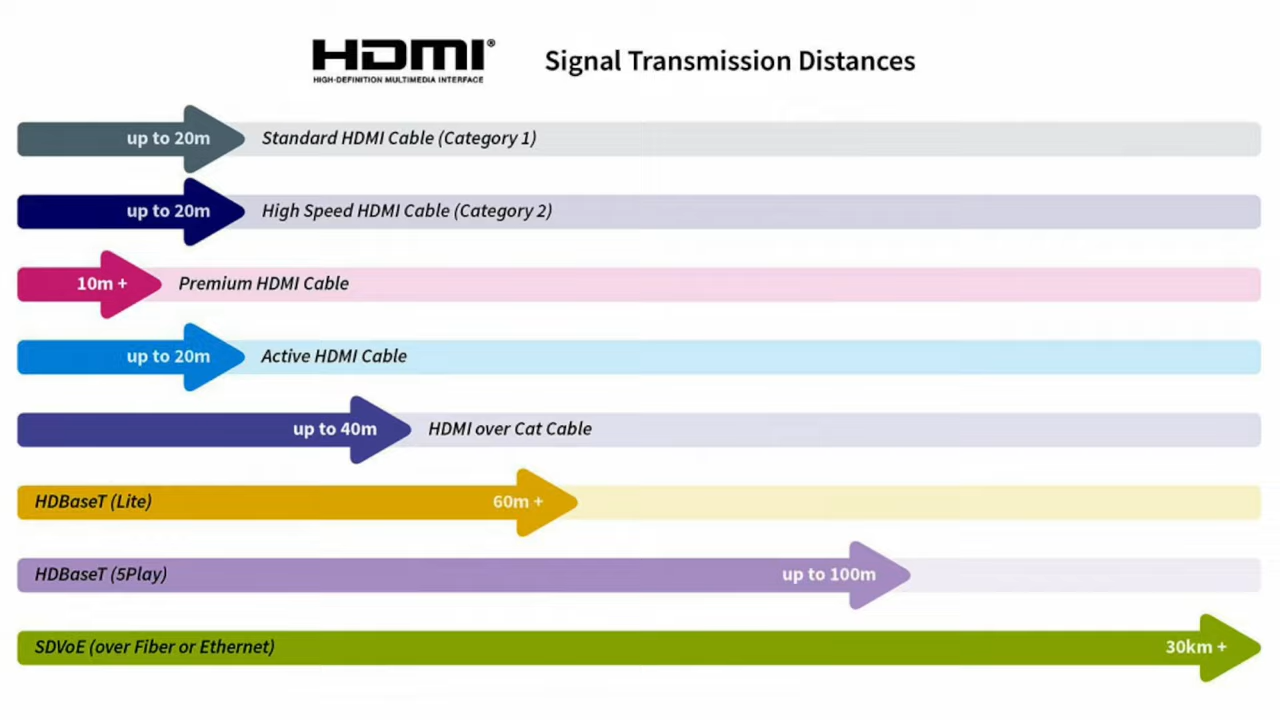 HDMI®
HIGH-DEFINITION MULTIMEDIA INTERFACE
Signal Transmission Distances
up to 20m Standard HDMI Cable (Category 1)
up to 20m High Speed HDMI Cable (Category 2)
10m + Premium HDMI Cable
up to 20m Active HDMI Cable
up to 40m HDMI over Cat Cable
HDBaseT (Lite) 60m +
HDBaseT (5Play) up to 100m
SDVoE (over Fiber or Ethernet) 30km +